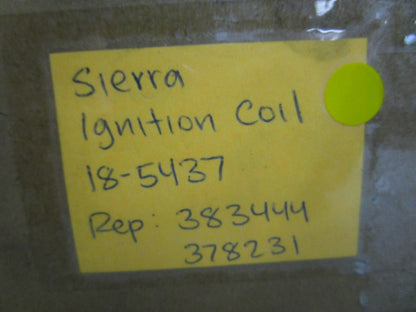 Sierra
Ignition Coil
18-5437
Rep: 383444
378231